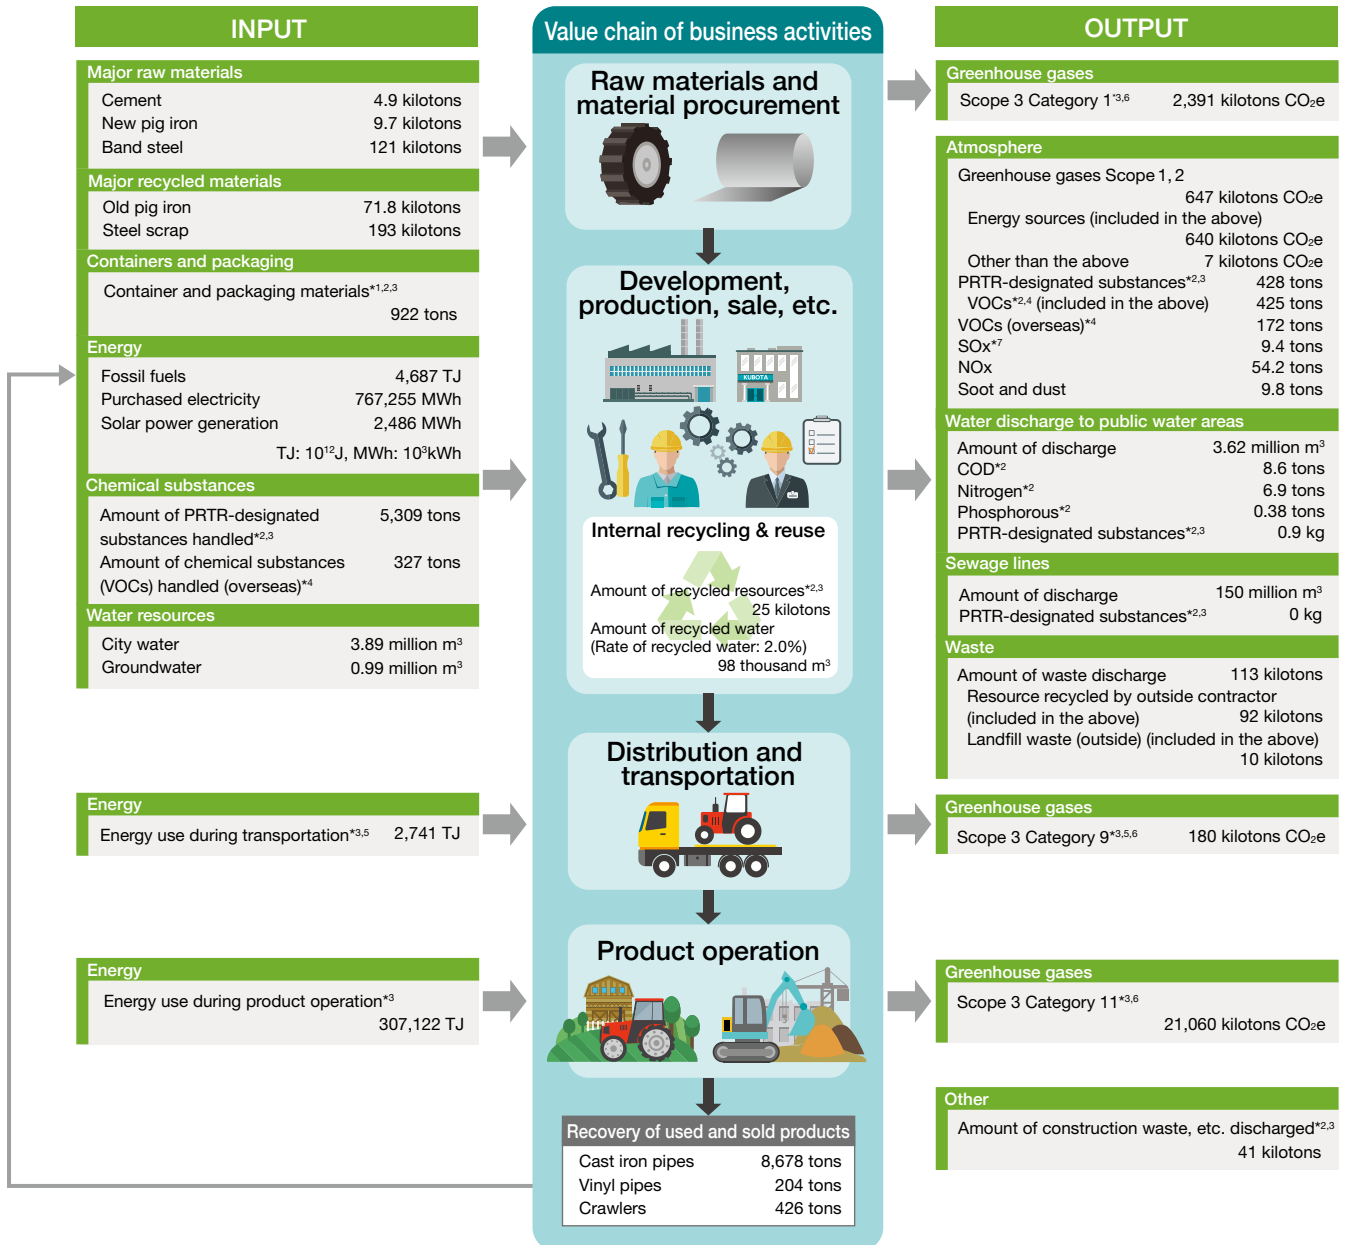 INPUT
Major raw materials
Cement 4.9 kilotons
New pig iron 9.7 kilotons
Band steel 121 kilotons
Major recycled materials
Old pig iron 71.8 kilotons
Steel scrap 193 kilotons
Containers and packaging
Container and packaging materials*1,2,3
922 tons
Energy
Fossil fuels 4,687 TJ
Purchased electricity 767,255 MWh
Solar power generation 2,486 MWh
TJ: 10¹²J, MWh: 10³kWh
Chemical substances
Amount of PRTR-designated 5,309 tons
substances handled*2,3
Amount of chemical substances 327 tons
(VOCs) handled (overseas)*4
Water resources
City water 3.89 million m³
Groundwater 0.99 million m³
Energy
Energy use during transportation*3,5 2,741 TJ
Energy
Energy use during product operation*3
307,122 TJ
Value chain of business activities
Raw materials and
material procurement
Development,
production, sale, etc.
KUBOTA
Internal recycling & reuse
Amount of recycled resources*2,3
25 kilotons
Amount of recycled water
(Rate of recycled water: 2.0%)
98 thousand m³
Distribution and
transportation
Product operation
Recovery of used and sold products
Cast iron pipes 8,678 tons
Vinyl pipes 204 tons
Crawlers 426 tons
OUTPUT
Greenhouse gases
Scope 3 Category 1*3,6 2,391 kilotons CO₂e
Atmosphere
Greenhouse gases Scope 1, 2
647 kilotons CO₂e
Energy sources (included in the above)
640 kilotons CO₂e
Other than the above 7 kilotons CO₂e
PRTR-designated substances*2,3 428 tons
VOCs*2,4 (included in the above) 425 tons
VOCs (overseas)*4 172 tons
SOx*7 9.4 tons
NOx 54.2 tons
Soot and dust 9.8 tons
Water discharge to public water areas
Amount of discharge 3.62 million m³
COD*2 8.6 tons
Nitrogen*2 6.9 tons
Phosphorous*2 0.38 tons
PRTR-designated substances*2,3 0.9 kg
Sewage lines
Amount of discharge 150 million m³
PRTR-designated substances*2,3 0 kg
Waste
Amount of waste discharge 113 kilotons
Resource recycled by outside contractor
(included in the above) 92 kilotons
Landfill waste (outside) (included in the above)
10 kilotons
Greenhouse gases
Scope 3 Category 9*3,5,6 180 kilotons CO₂e
Greenhouse gases
Scope 3 Category 11*3,6
21,060 kilotons CO₂e
Other
Amount of construction waste, etc. discharged*2,3
41 kilotons